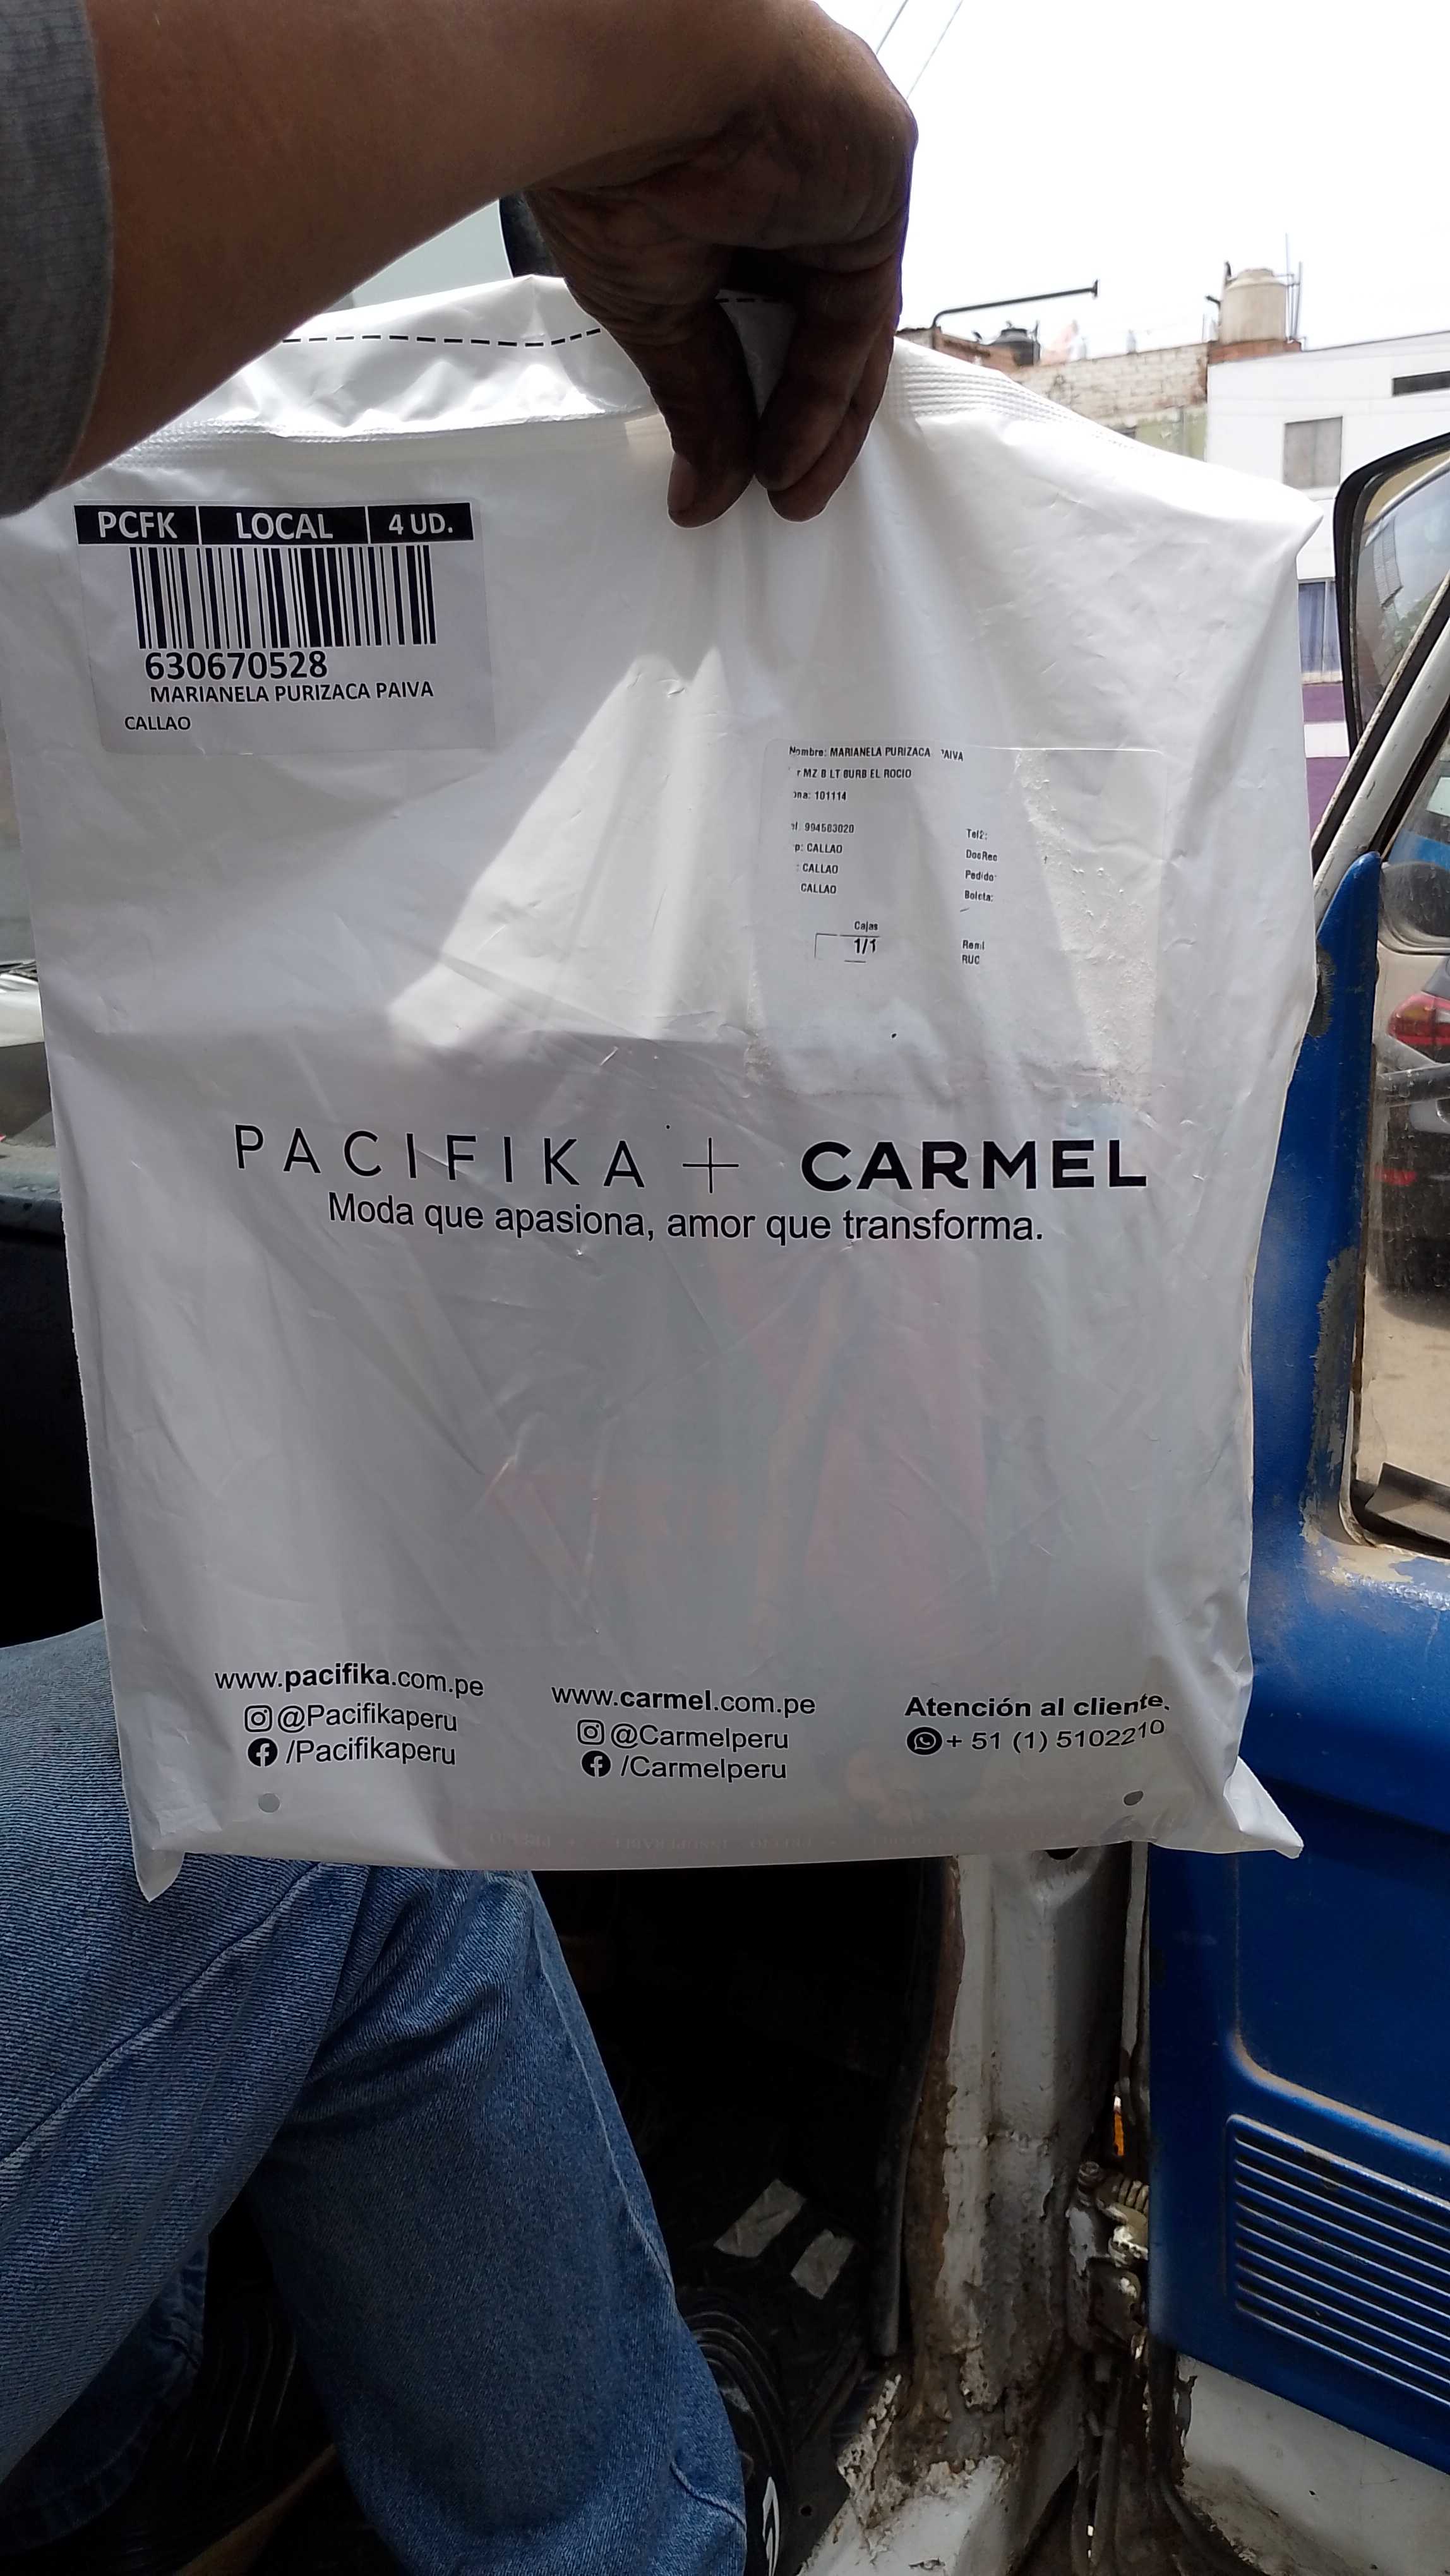 PCFK LOCAL 4 UD.
630670528
MARIANELA PURIZACA PAIVA
CALLAO
Nombre: MARIANELA PURIZACA PAIVA
r MZ B LT 8URB EL ROCIO
ona: 101114
el. 994583020
Tel2:
p: CALLAO
DocRec
: CALLAO
Pedido:
CALLAO
Boleta:
Cajas
1/1
Remi
RUC
PACIFIKA + CARMEL
Moda que apasiona, amor que transforma.
www.pacifika.com.pe
@Pacifikaperu
/Pacifikaperu
www.carmel.com.pe
@Carmelperu
/Carmelperu
Atención al cliente.
+ 51 (1) 5102210